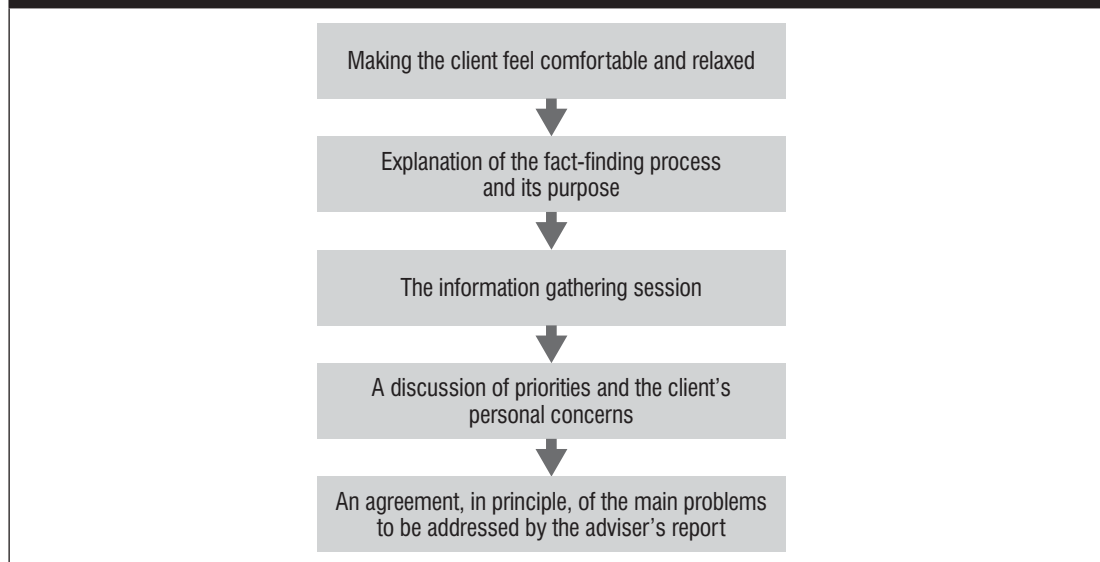 Making the client feel comfortable and relaxed
Explanation of the fact-finding process
and its purpose
The information gathering session
A discussion of priorities and the client's
personal concerns
An agreement, in principle, of the main problems
to be addressed by the adviser's report